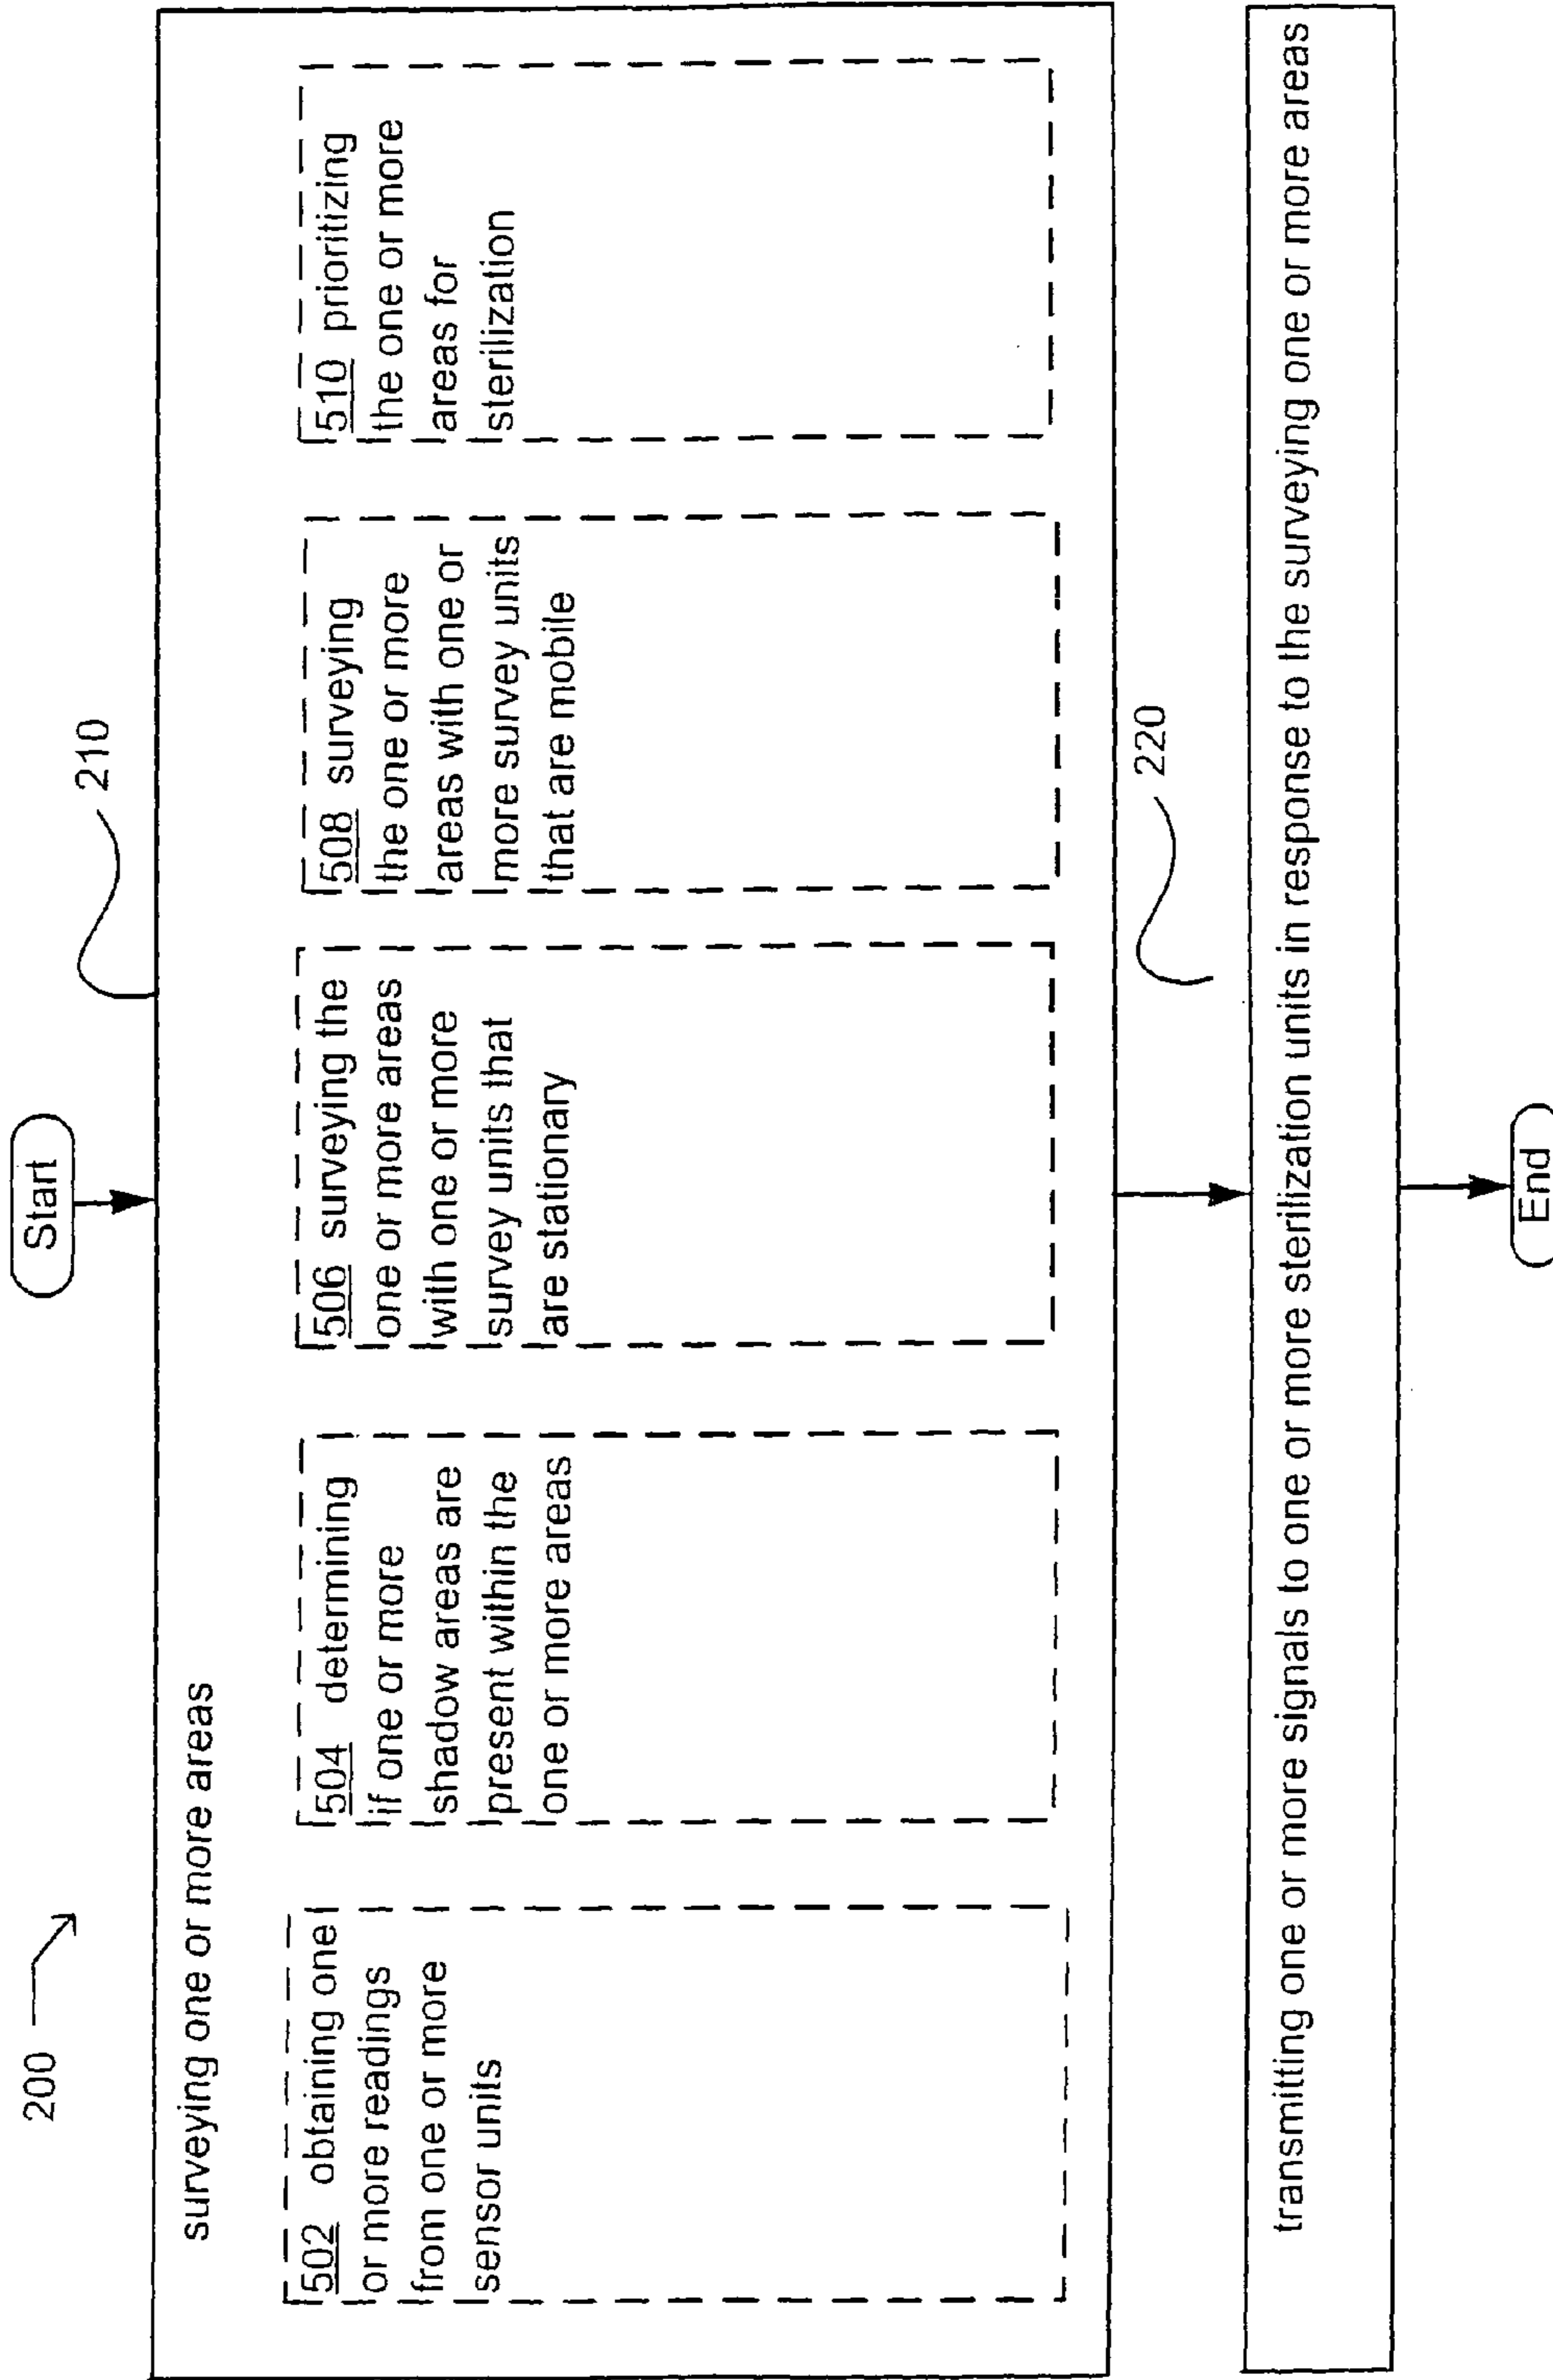 200
Start
210
surveying one or more areas
502 obtaining one
or more readings
from one or more
sensor units
504 determining
if one or more
shadow areas are
present within the
one or more areas
506 surveying the
one or more areas
with one or more
survey units that
are stationary
508 surveying
the one or more
areas with one or
more survey units
that are mobile
510 prioritizing
the one or more
areas for
sterilization
220
transmitting one or more signals to one or more sterilization units in response to the surveying one or more areas
End